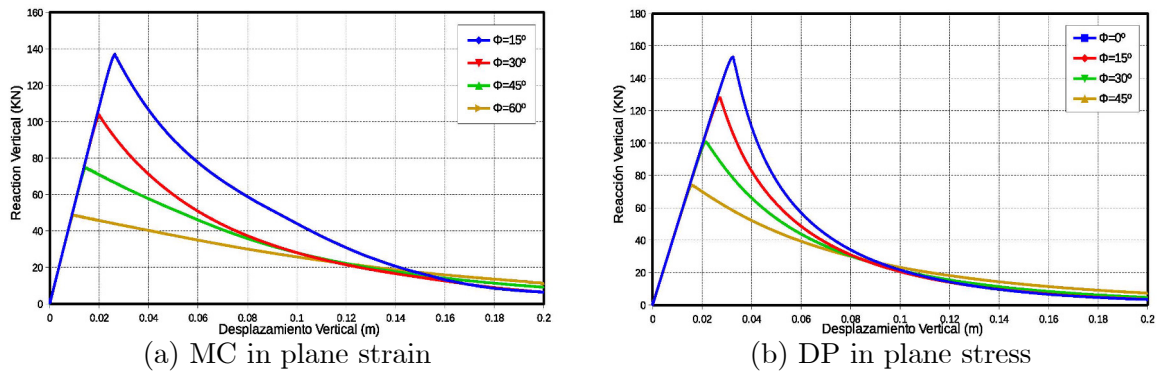 160
140
120
100
80
60
40
20
0
Reaction Vertical (KN)
Φ=15º
Φ=30º
Φ=45º
Φ=60º
0 0.02 0.04 0.06 0.08 0.1 0.12 0.14 0.16 0.18 0.2
Desplazamiento Vertical (m)
(a) MC in plane strain
180
160
140
120
100
80
60
40
20
0
Reacción Vertical (KN)
Φ=0º
Φ=15º
Φ=30º
Φ=45º
0 0.02 0.04 0.06 0.08 0.1 0.12 0.14 0.16 0.18 0.2
Desplazamiento Vertical (m)
(b) DP in plane stress